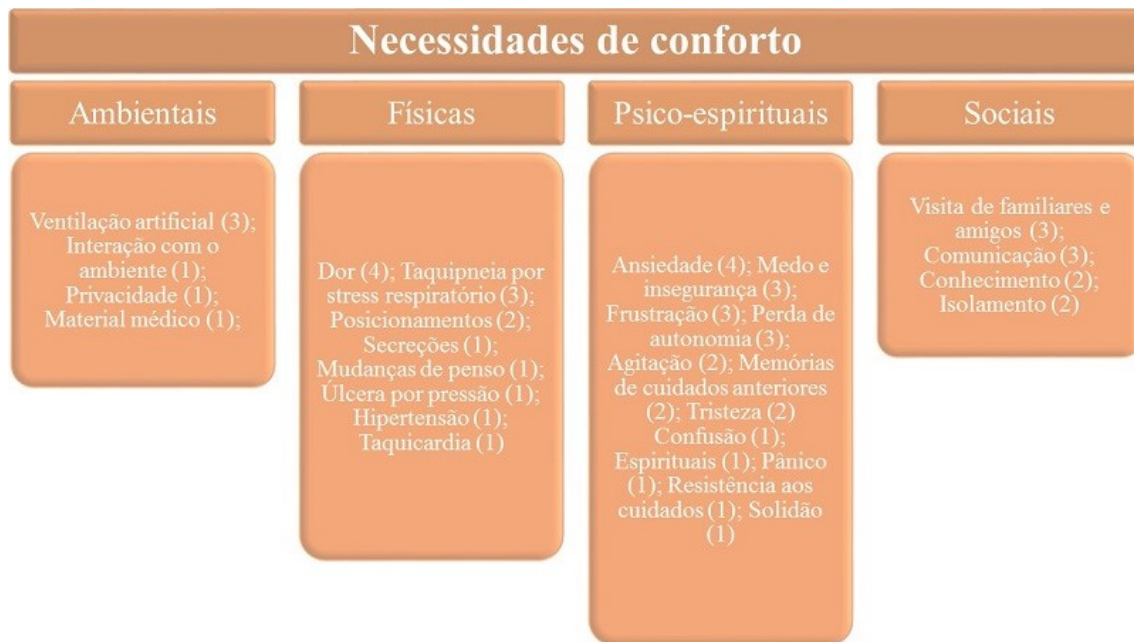 Necessidades de conforto
Ambientais
Ventilação artificial (3);
Interação com o
ambiente (1);
Privacidade (1);
Material médico (1);
Físicas
Dor (4); Taquipneia por
stress respiratório (3);
Posicionamentos (2);
Secreções (1);
Mudanças de penso (1);
Úlcera por pressão (1);
Hipertensão (1);
Taquicardia (1)
Psico-espirituais
Ansiedade (4); Medo e
insegurança (3);
Frustração (3); Perda de
autonomia (3);
Agitação (2); Memórias
de cuidados anteriores
(2); Tristeza (2)
Confusão (1);
Espirituais (1); Pânico
(1); Resistência aos
cuidados (1); Solidão
(1)
Sociais
Visita de familiares e
amigos (3);
Comunicação (3);
Conhecimento (2);
Isolamento (2)